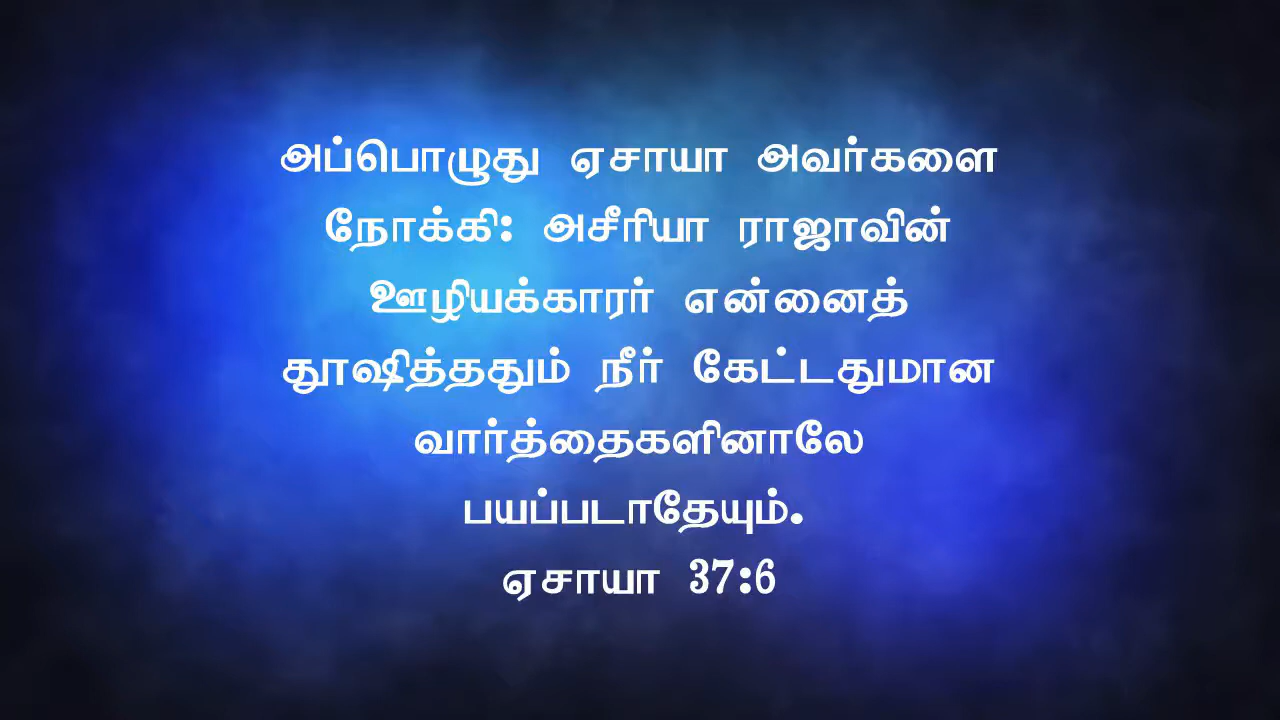 அப்பொழுது ஏசாயா அவர்களை
நோக்கி: அசீரியா ராஜாவின்
ஊழியக்காரர் என்னைத்
தூஷித்ததும் நீர் கேட்டதுமான
வார்த்தைகளினாலே
பயப்படாதேயும்.
ஏசாயா 37:6